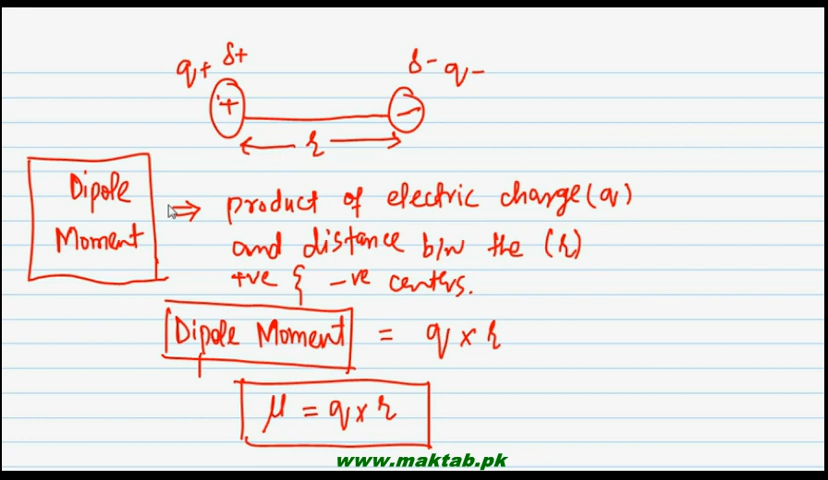 q+ δ+ δ- q-
+ -
r
Dipole
Moment
⇒ product of electric charge (q)
and distance b/w the (r)
+ve & -ve centers.
Dipole Moment = q × r
μ = q × r
www.maktab.pk